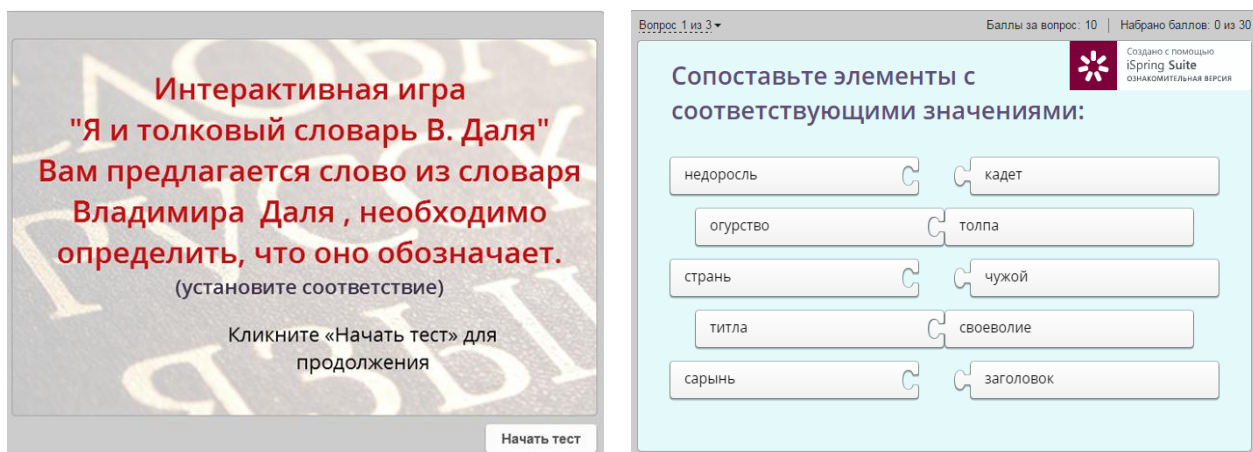 Интерактивная игра
"Я и толковый словарь В. Даля"
Вам предлагается слово из словаря
Владимира Даля , необходимо
определить, что оно обозначает.
(установите соответствие)
Кликните «Начать тест» для
продолжения
Начать тест
Вопрос 1 из 3
Баллы за вопрос: 10 | Набрано баллов: 0 из 30
Создано с помощью
iSpring Suite
ОЗНАКОМИТЕЛЬНАЯ ВЕРСИЯ
Сопоставьте элементы с
соответствующими значениями:
недоросль кадет
огурство толпа
странь чужой
титла своеволие
сарынь заголовок